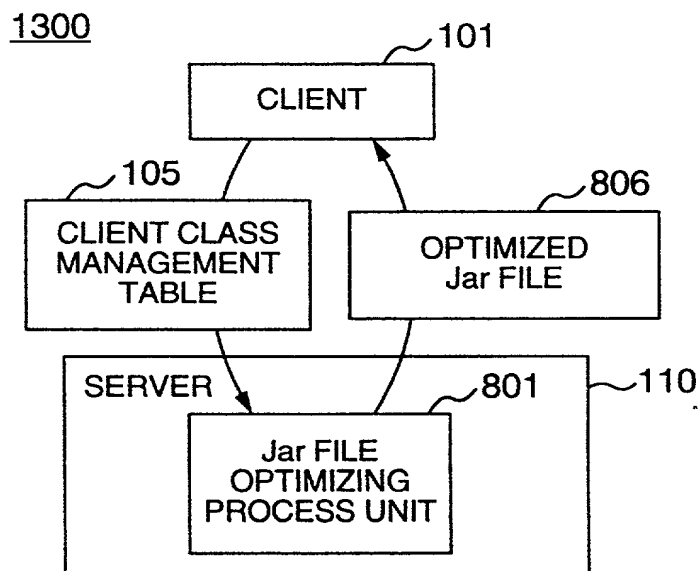 1300
101
CLIENT
105
806
CLIENT CLASS
MANAGEMENT
TABLE
OPTIMIZED
Jar FILE
SERVER
801
110
Jar FILE
OPTIMIZING
PROCESS UNIT